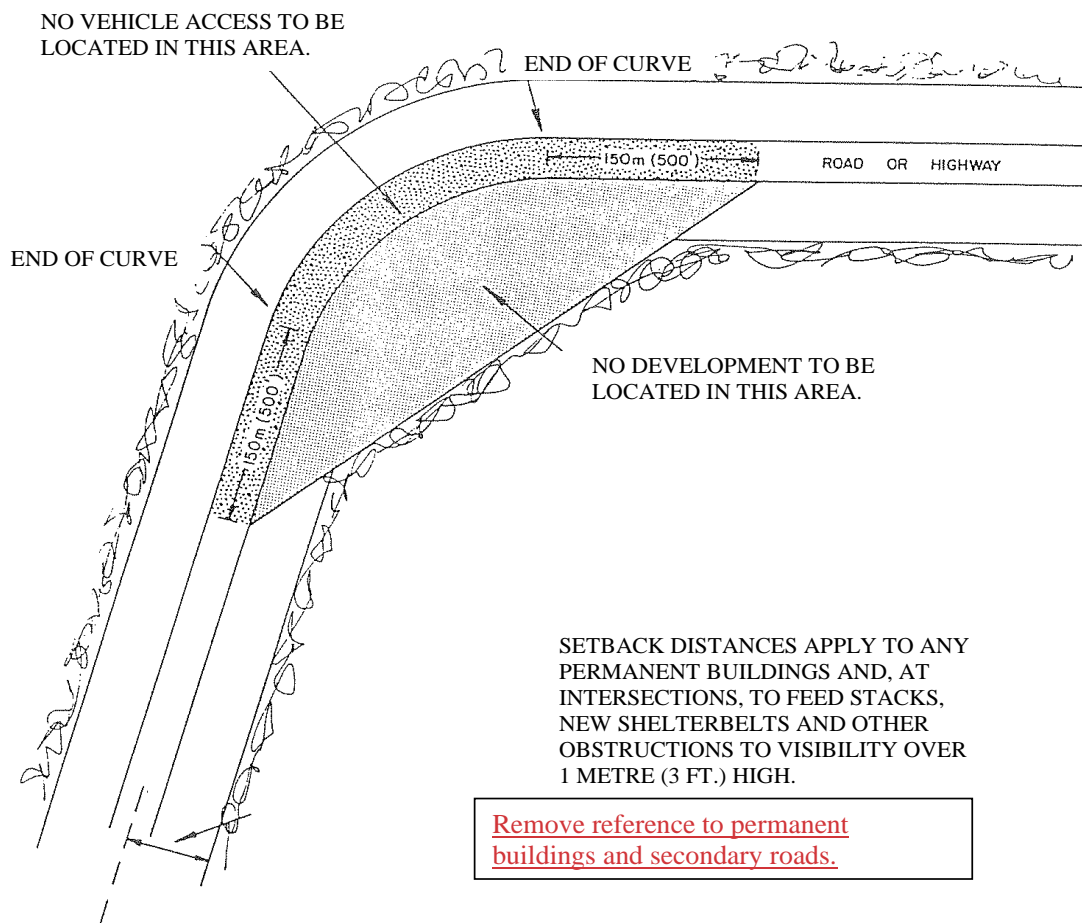 NO VEHICLE ACCESS TO BE
LOCATED IN THIS AREA.
END OF CURVE
150m (500')
ROAD OR HIGHWAY
END OF CURVE
150m (500')
NO DEVELOPMENT TO BE
LOCATED IN THIS AREA.
SETBACK DISTANCES APPLY TO ANY
PERMANENT BUILDINGS AND, AT
INTERSECTIONS, TO FEED STACKS,
NEW SHELTERBELTS AND OTHER
OBSTRUCTIONS TO VISIBILITY OVER
1 METRE (3 FT.) HIGH.
Remove reference to permanent
buildings and secondary roads.